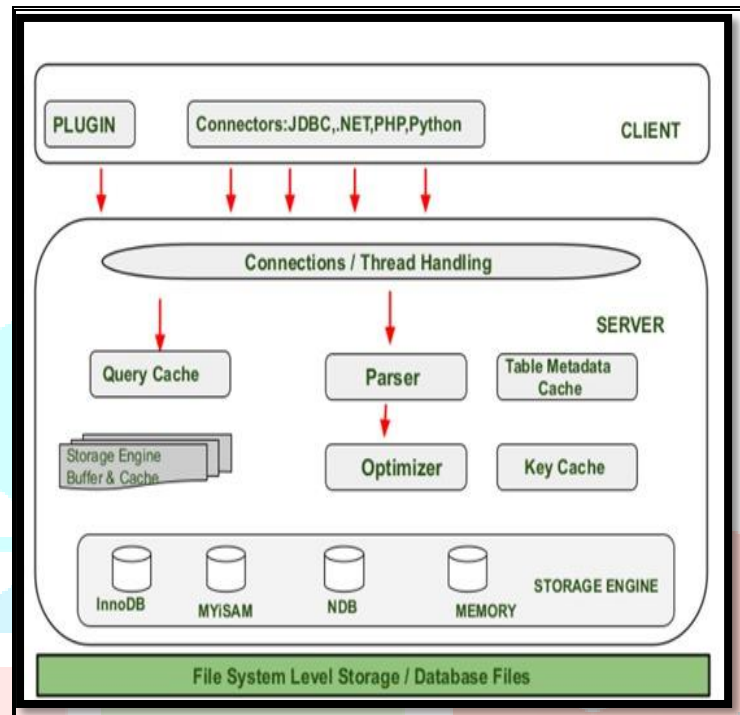 PLUGIN
Connectors:JDBC,.NET,PHP,Python
CLIENT
Connections / Thread Handling
SERVER
Query Cache
Parser
Table Metadata
Cache
Storage Engine
Buffer & Cache
Optimizer
Key Cache
InnoDB
MYiSAM
NDB
MEMORY
STORAGE ENGINE
File System Level Storage / Database Files